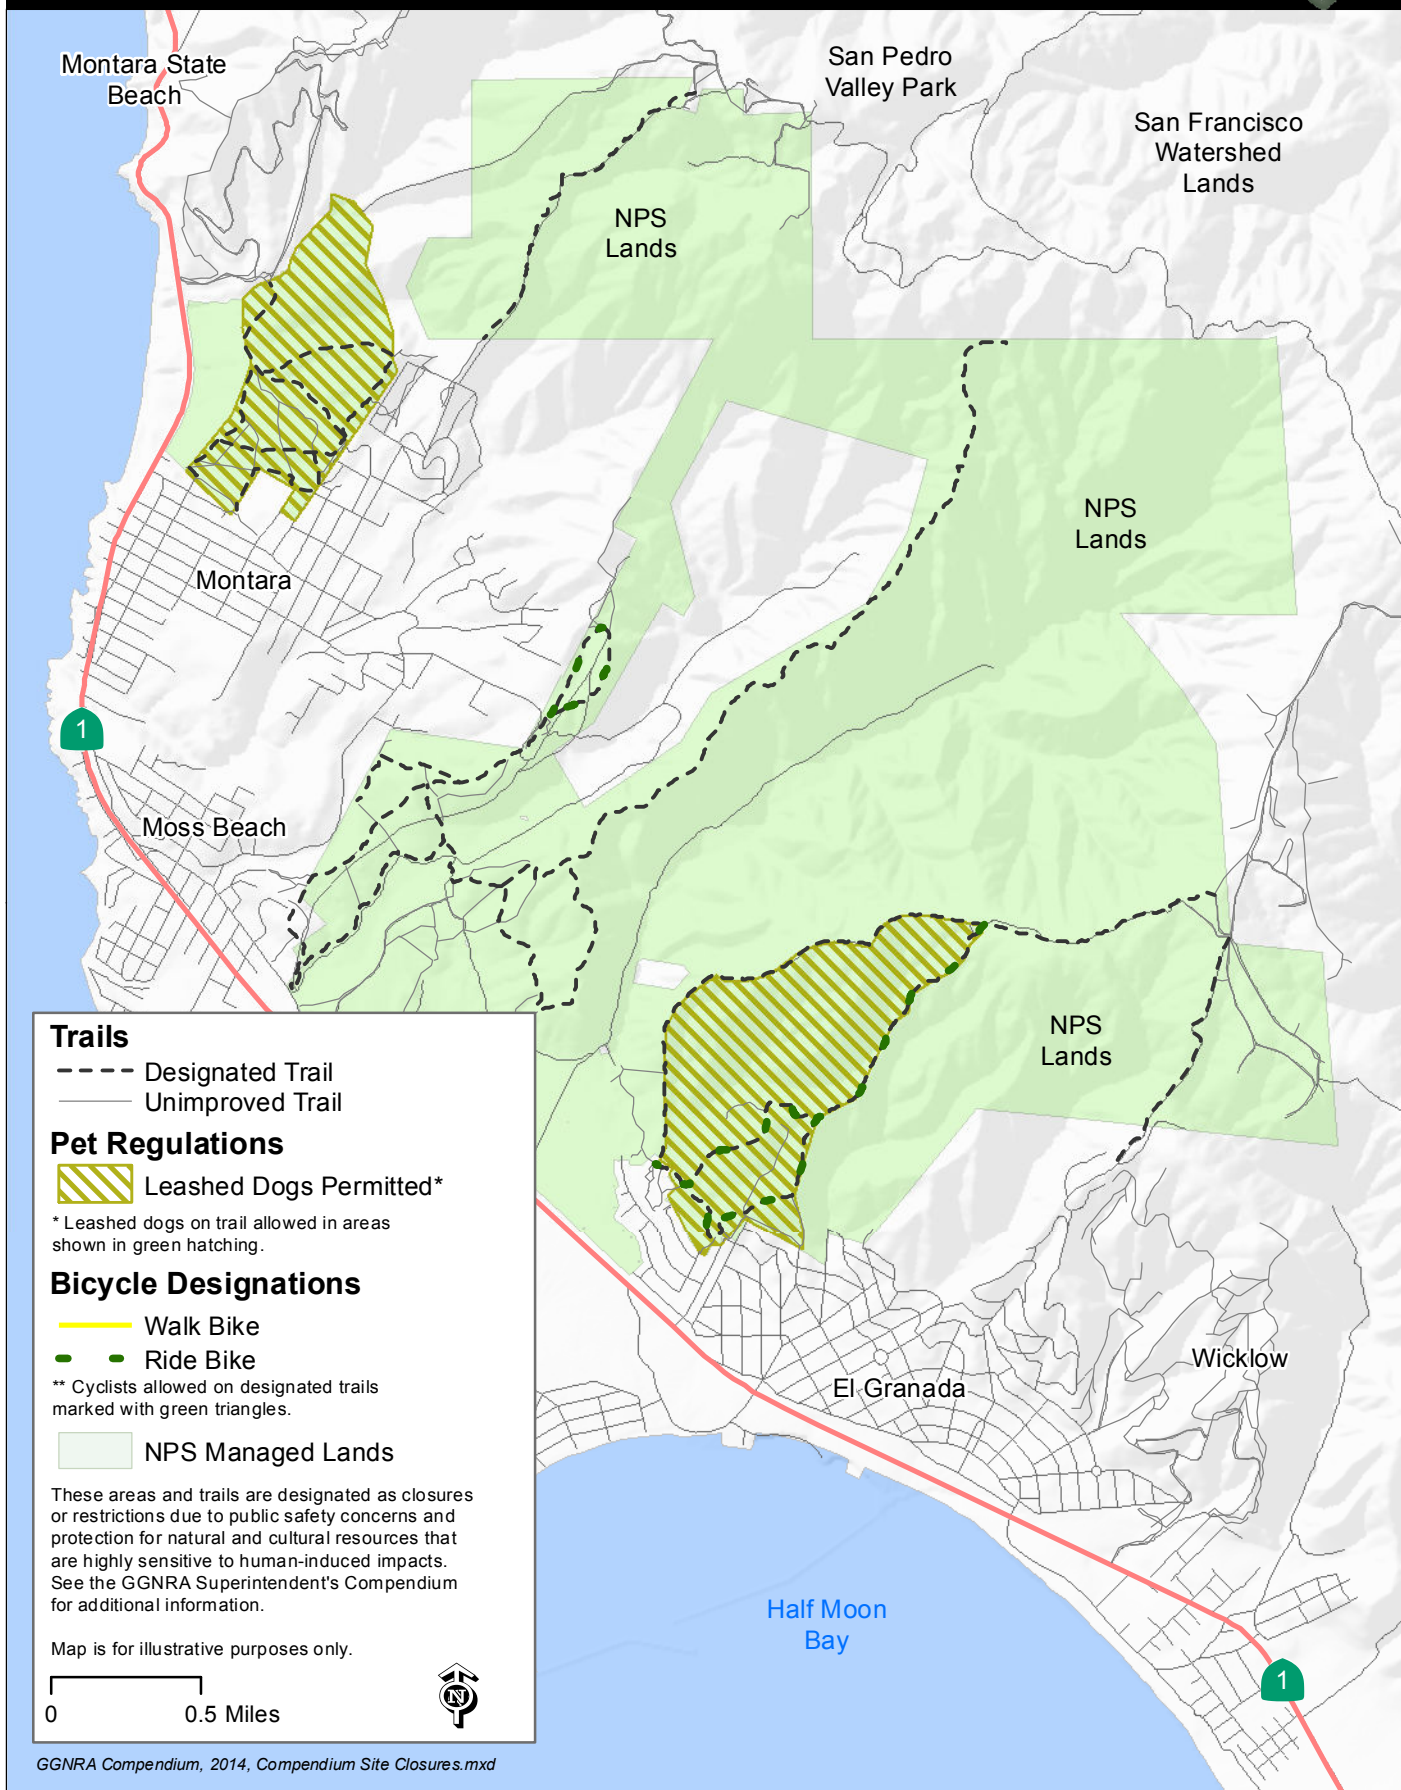 Montara State
Beach
San Pedro
Valley Park
San Francisco
Watershed
Lands
NPS
Lands
NPS
Lands
Montara
1
Moss Beach
NPS
Lands
Trails
Designated Trail
Unimproved Trail
Pet Regulations
Leashed Dogs Permitted*
* Leashed dogs on trail allowed in areas
shown in green hatching.
Bicycle Designations
Walk Bike
Ride Bike
** Cyclists allowed on designated trails
marked with green triangles.
NPS Managed Lands
These areas and trails are designated as closures
or restrictions due to public safety concerns and
protection for natural and cultural resources that
are highly sensitive to human-induced impacts.
See the GGNRA Superintendent's Compendium
for additional information.
Map is for illustrative purposes only.
0 0.5 Miles
N
Wicklow
El Granada
Half Moon
Bay
1
GGNRA Compendium, 2014, Compendium Site Closures.mxd